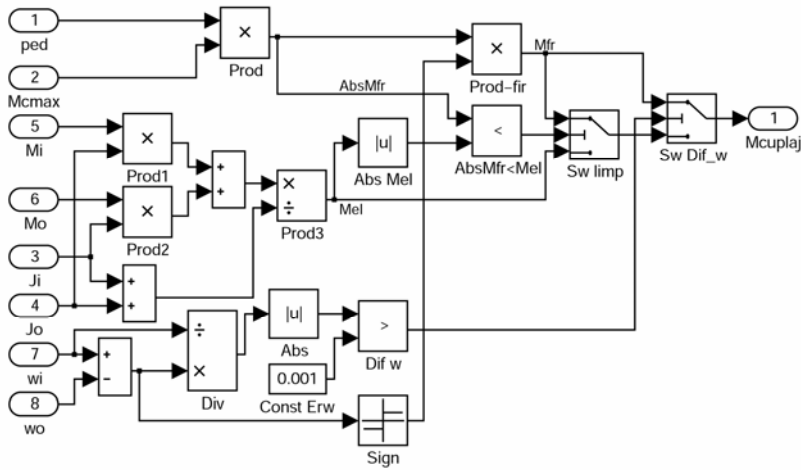 1
ped
×
Prod
2
Mcmax
AbsMfr
×
Prod-fir
Mfr
5
Mi
×
Prod1
+
+
|u|
Abs Mel
<
AbsMfr<Mel
Sw limp
Sw Dif_w
1
Mcuplaj
6
Mo
×
Prod2
×
÷
Prod3
Mel
3
Ji
+
+
4
Jo
7
wi
+
−
÷
×
Div
|u|
Abs
>
Dif w
0.001
Const Erw
8
wo
Sign